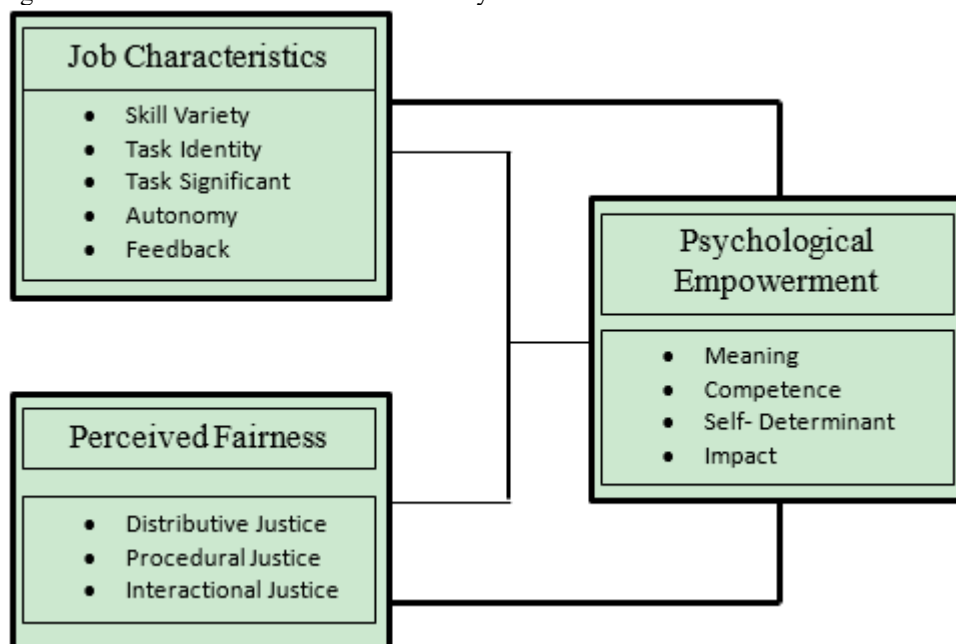 Job Characteristics
• Skill Variety
• Task Identity
• Task Significant
• Autonomy
• Feedback
Psychological
Empowerment
• Meaning
• Competence
• Self- Determinant
• Impact
Perceived Fairness
• Distributive Justice
• Procedural Justice
• Interactional Justice